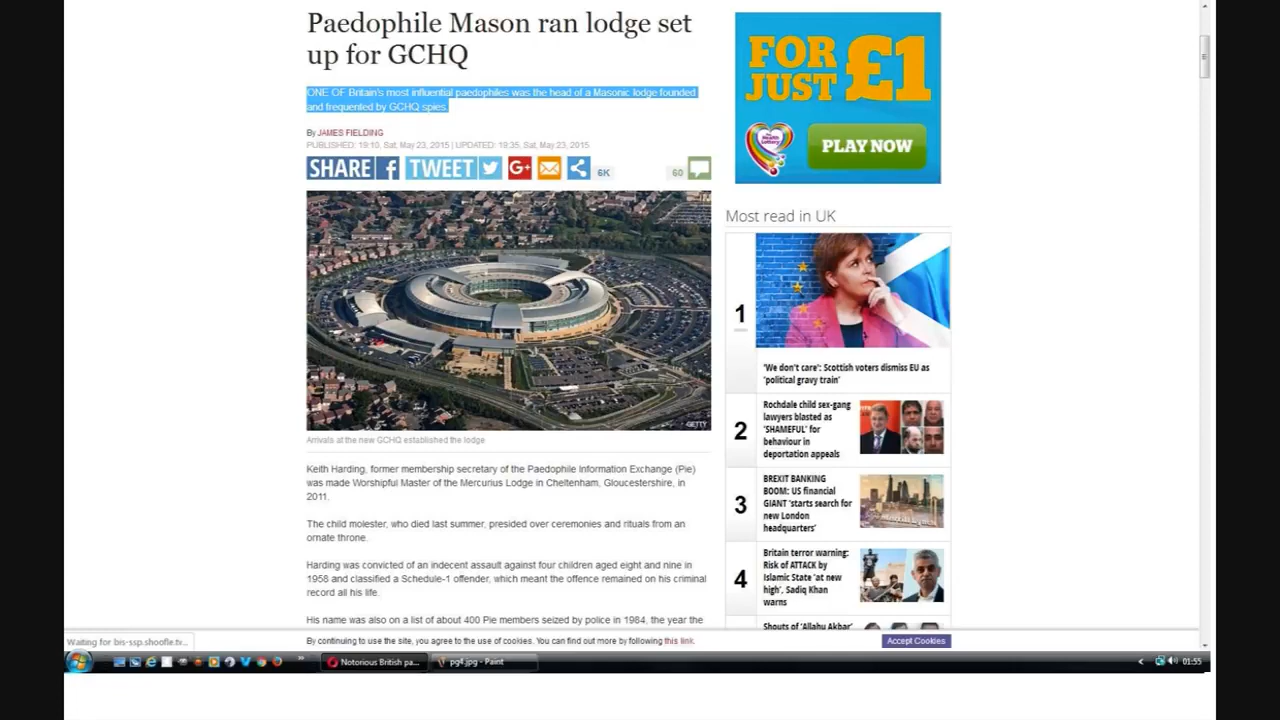 Paedophile Mason ran lodge set
up for GCHQ
ONE OF Britain's most influential paedophiles was the head of a Masonic lodge founded
and frequented by GCHQ spies.
By JAMES FIELDING
PUBLISHED: 19:10, Sat, May 23, 2015 | UPDATED: 19:35, Sat, May 23, 2015
SHARE TWEET G+ 6K 60
GETTY
Arrivals at the new GCHQ established the lodge
Keith Harding, former membership secretary of the Paedophile Information Exchange (Pie)
was made Worshipful Master of the Mercurius Lodge in Cheltenham, Gloucestershire, in
2011.
The child molester, who died last summer, presided over ceremonies and rituals from an
ornate throne.
Harding was convicted of an indecent assault against four children aged eight and nine in
1958 and classified a Schedule-1 offender, which meant the offence remained on his criminal
record all his life.
His name was also on a list of about 400 Pie members seized by police in 1984, the year the
FOR
JUST £1
The Health Lottery
PLAY NOW
Most read in UK
1
'We don't care': Scottish voters dismiss EU as
'political gravy train'
2
Rochdale child sex-gang
lawyers blasted as
'SHAMEFUL' for
behaviour in
deportation appeals
3
BREXIT BANKING
BOOM: US financial
GIANT 'starts search for
new London
headquarters'
4
Britain terror warning:
Risk of ATTACK by
Islamic State 'at new
high', Sadiq Khan
warns
Shouts of 'Allahu Akbar'
Waiting for bis-ssp.shoofle.tv...
By continuing to use the site, you agree to the use of cookies. You can find out more by following this link.
Accept Cookies
Notorious British pa...
pg4.jpg - Paint
01:55